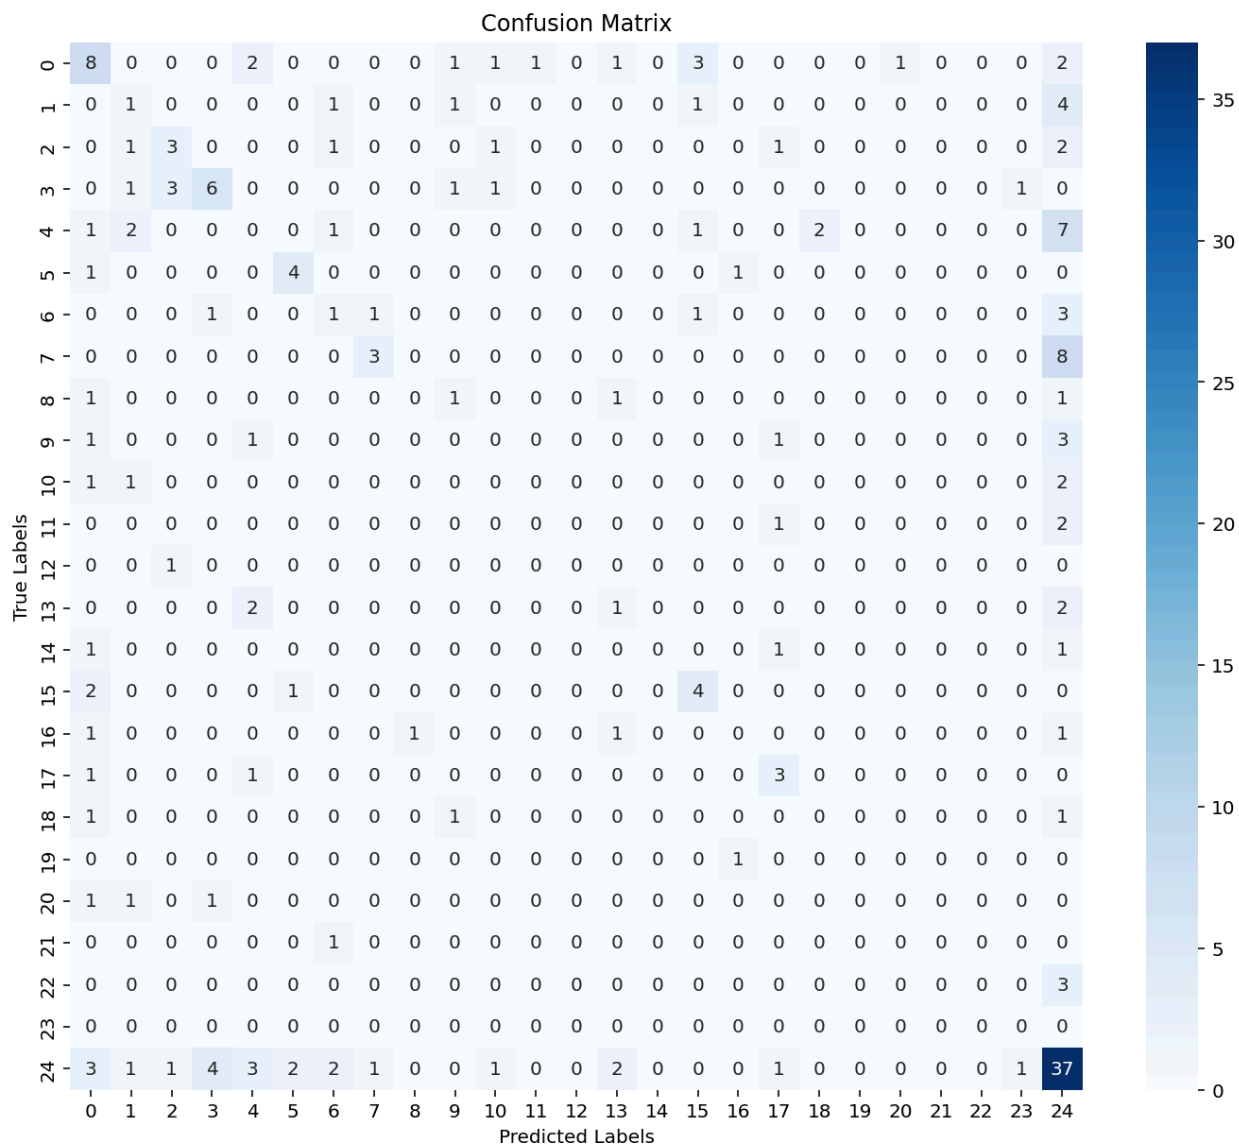 Confusion Matrix
0 8 0 0 0 2 0 0 0 0 1 1 1 0 1 0 3 0 0 0 0 1 0 0 0 2
1 0 1 0 0 0 0 1 0 0 1 0 0 0 0 0 1 0 0 0 0 0 0 0 0 4
2 0 1 3 0 0 0 1 0 0 0 1 0 0 0 0 0 0 1 0 0 0 0 0 0 2
3 0 1 3 6 0 0 0 0 0 1 1 0 0 0 0 0 0 0 0 0 0 0 0 1 0
4 1 2 0 0 0 0 1 0 0 0 0 0 0 0 0 1 0 0 2 0 0 0 0 0 7
5 1 0 0 0 0 4 0 0 0 0 0 0 0 0 0 0 1 0 0 0 0 0 0 0 0
6 0 0 0 1 0 0 1 1 0 0 0 0 0 0 0 1 0 0 0 0 0 0 0 0 3
7 0 0 0 0 0 0 0 3 0 0 0 0 0 0 0 0 0 0 0 0 0 0 0 0 8
8 1 0 0 0 0 0 0 0 0 1 0 0 0 1 0 0 0 0 0 0 0 0 0 0 1
9 1 0 0 0 1 0 0 0 0 0 0 0 0 0 0 0 0 1 0 0 0 0 0 0 3
10 1 1 0 0 0 0 0 0 0 0 0 0 0 0 0 0 0 0 0 0 0 0 0 0 2
11 0 0 0 0 0 0 0 0 0 0 0 0 0 0 0 0 0 1 0 0 0 0 0 0 2
12 0 0 1 0 0 0 0 0 0 0 0 0 0 0 0 0 0 0 0 0 0 0 0 0 0
13 0 0 0 0 2 0 0 0 0 0 0 0 0 1 0 0 0 0 0 0 0 0 0 0 2
14 1 0 0 0 0 0 0 0 0 0 0 0 0 0 0 0 0 1 0 0 0 0 0 0 1
15 2 0 0 0 0 1 0 0 0 0 0 0 0 0 0 4 0 0 0 0 0 0 0 0 0
16 1 0 0 0 0 0 0 0 1 0 0 0 0 1 0 0 0 0 0 0 0 0 0 0 1
17 1 0 0 0 1 0 0 0 0 0 0 0 0 0 0 0 0 3 0 0 0 0 0 0 0
18 1 0 0 0 0 0 0 0 0 1 0 0 0 0 0 0 0 0 0 0 0 0 0 0 1
19 0 0 0 0 0 0 0 0 0 0 0 0 0 0 0 0 1 0 0 0 0 0 0 0 0
20 1 1 0 1 0 0 0 0 0 0 0 0 0 0 0 0 0 0 0 0 0 0 0 0 0
21 0 0 0 0 0 0 1 0 0 0 0 0 0 0 0 0 0 0 0 0 0 0 0 0 0
22 0 0 0 0 0 0 0 0 0 0 0 0 0 0 0 0 0 0 0 0 0 0 0 0 3
23 0 0 0 0 0 0 0 0 0 0 0 0 0 0 0 0 0 0 0 0 0 0 0 0 0
24 3 1 1 4 3 2 2 1 0 0 1 0 0 2 0 0 0 1 0 0 0 0 0 1 37
0 1 2 3 4 5 6 7 8 9 10 11 12 13 14 15 16 17 18 19 20 21 22 23 24
Predicted Labels
True Labels
35
30
25
20
15
10
5
0